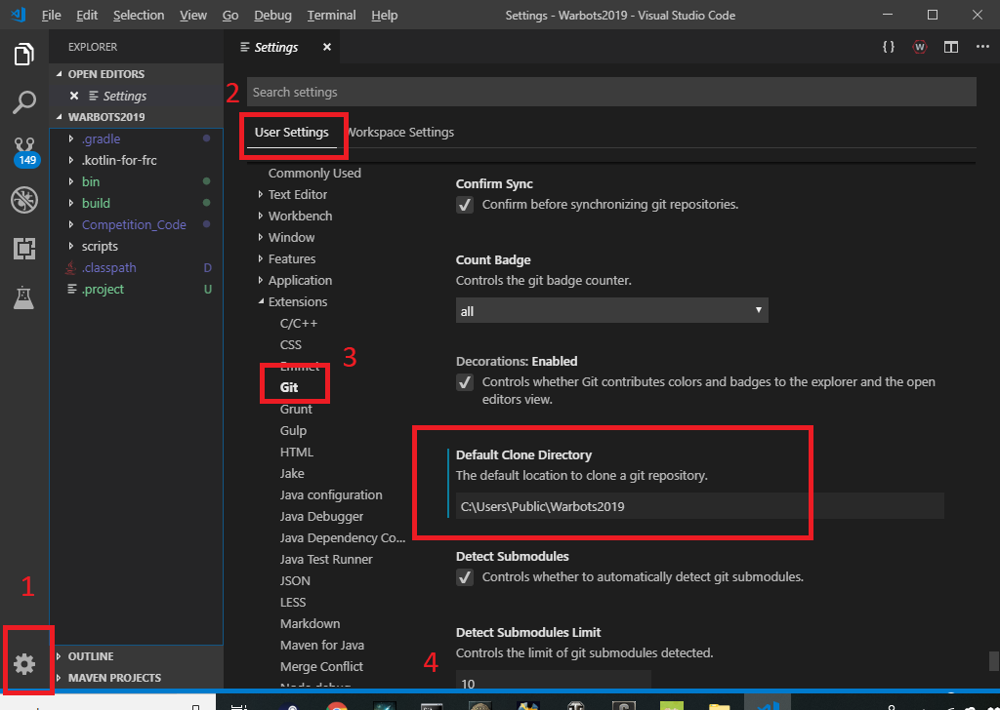 File Edit Selection View Go Debug Terminal Help
Settings - Warbots2019 - Visual Studio Code
EXPLORER
OPEN EDITORS
Settings
WARBOTS2019
.gradle
.kotlin-for-frc
bin
build
Competition_Code
scripts
.classpath D
.project U
149
1
OUTLINE
MAVEN PROJECTS
Settings
W
2
Search settings
User Settings Workspace Settings
Commonly Used
Text Editor
Workbench
Window
Features
Application
Extensions
C/C++
CSS
Emmet
3
Git
Grunt
Gulp
HTML
Jake
Java configuration
Java Debugger
Java Dependency Co...
Java Test Runner
JSON
LESS
Markdown
Maven for Java
Merge Conflict
Node debug
4
Confirm Sync
Confirm before synchronizing git repositories.
Count Badge
Controls the git badge counter.
all
Decorations: Enabled
Controls whether Git contributes colors and badges to the explorer and the open
editors view.
Default Clone Directory
The default location to clone a git repository.
C:\Users\Public\Warbots2019
Detect Submodules
Controls whether to automatically detect git submodules.
Detect Submodules Limit
Controls the limit of git submodules detected.
10